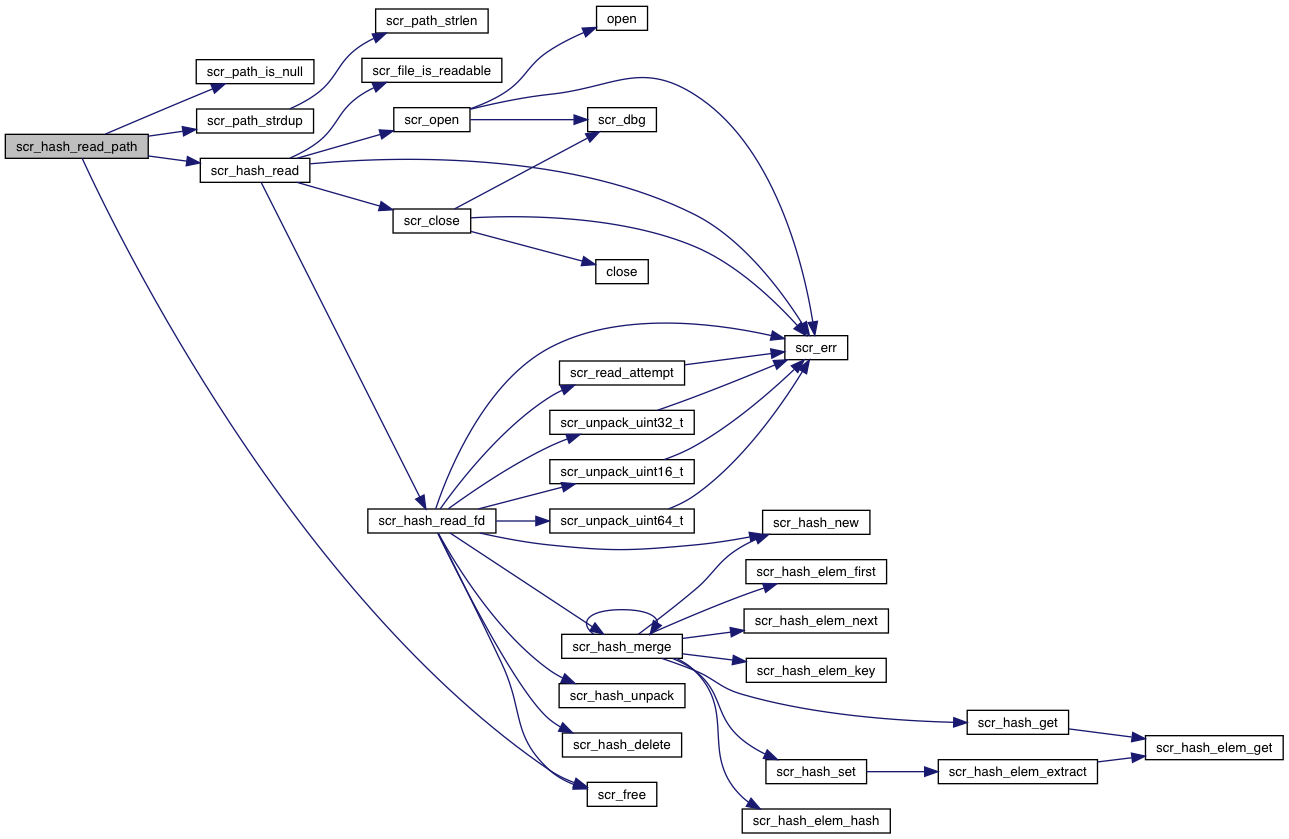 scr_hash_read_path
scr_path_is_null
scr_path_strdup
scr_hash_read
scr_path_strlen
scr_file_is_readable
scr_open
scr_close
scr_hash_read_fd
open
scr_dbg
close
scr_err
scr_read_attempt
scr_unpack_uint32_t
scr_unpack_uint16_t
scr_unpack_uint64_t
scr_hash_merge
scr_hash_unpack
scr_hash_delete
scr_free
scr_hash_new
scr_hash_elem_first
scr_hash_elem_next
scr_hash_elem_key
scr_hash_get
scr_hash_set
scr_hash_elem_extract
scr_hash_elem_get
scr_hash_elem_hash